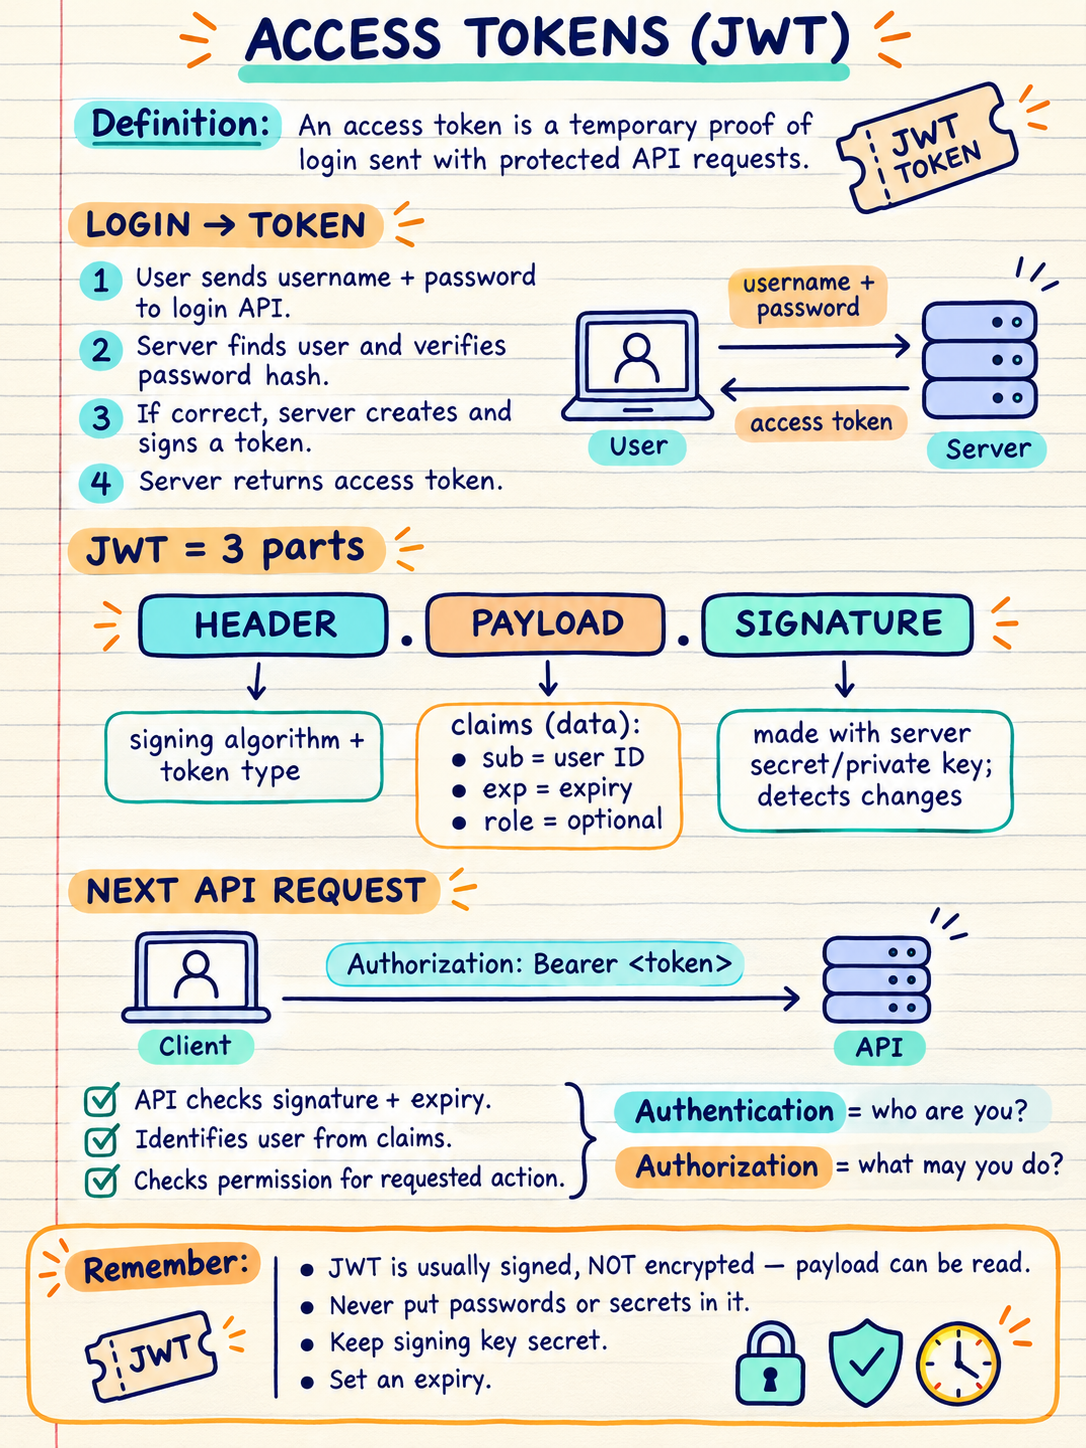 ACCESS TOKENS (JWT)
Definition:
An access token is a temporary proof of
login sent with protected API requests.
JWT
TOKEN
LOGIN → TOKEN
1 User sends username + password
to login API.
2 Server finds user and verifies
password hash.
3 If correct, server creates and
signs a token.
4 Server returns access token.
username +
password
access token
User
Server
JWT = 3 parts
HEADER . PAYLOAD . SIGNATURE
signing algorithm +
token type
claims (data):
• sub = user ID
• exp = expiry
• role = optional
made with server
secret/private key;
detects changes
NEXT API REQUEST
Authorization: Bearer <token>
Client
API
API checks signature + expiry.
Identifies user from claims.
Checks permission for requested action.
Authentication = who are you?
Authorization = what may you do?
Remember:
JWT
• JWT is usually signed, NOT encrypted — payload can be read.
• Never put passwords or secrets in it.
• Keep signing key secret.
• Set an expiry.